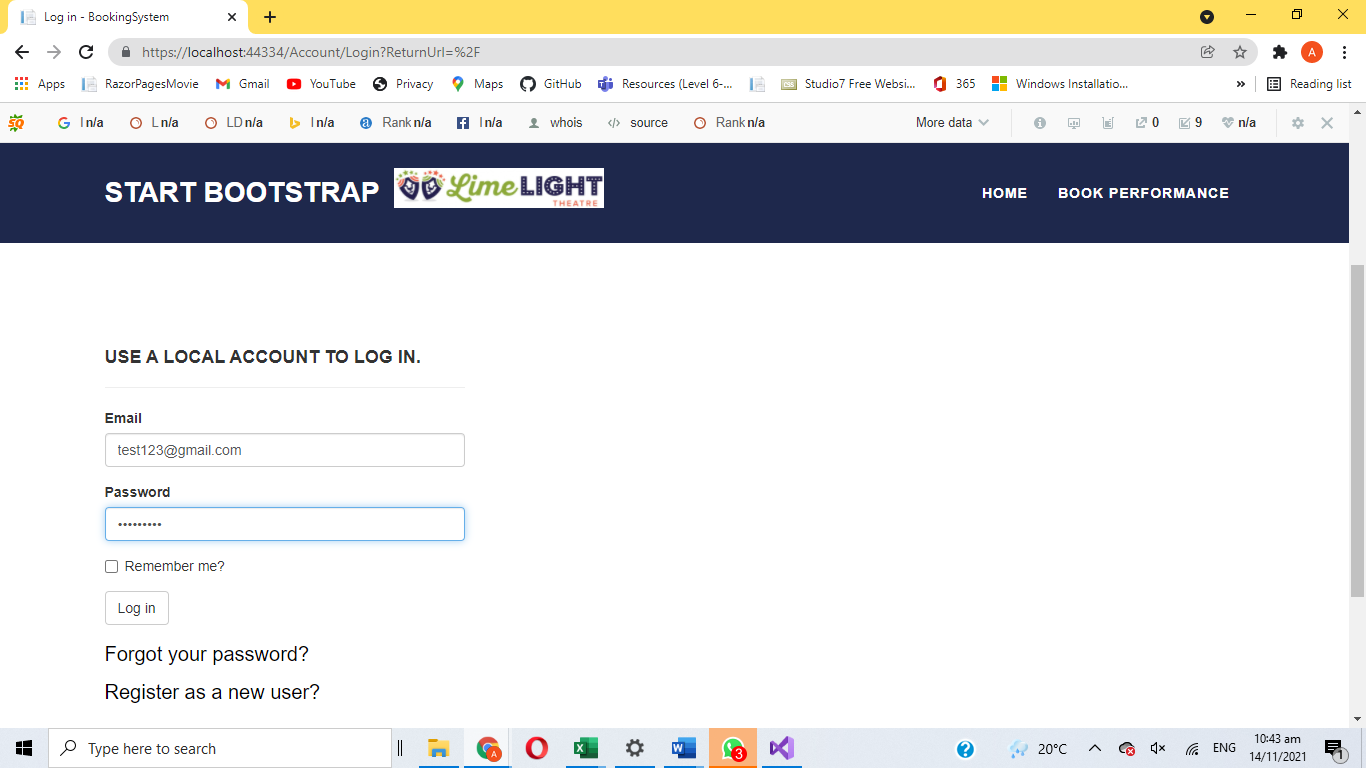 Log in - BookingSystem
https://localhost:44334/Account/Login?ReturnUrl=%2F
A
Apps RazorPagesMovie Gmail YouTube Privacy Maps GitHub Resources (Level 6-... Studio7 Free Websi... 365 Windows Installatio... » Reading list
SQ G I n/a L n/a LD n/a I n/a a Rank n/a I n/a whois source Rank n/a More data 0 9 n/a
START BOOTSTRAP LimeLIGHT THEATRE HOME BOOK PERFORMANCE
USE A LOCAL ACCOUNT TO LOG IN.
Email
test123@gmail.com
Password
•••••••••
Remember me?
Log in
Forgot your password?
Register as a new user?
Type here to search A 3 20°C ENG 10:43 am
14/11/2021 1